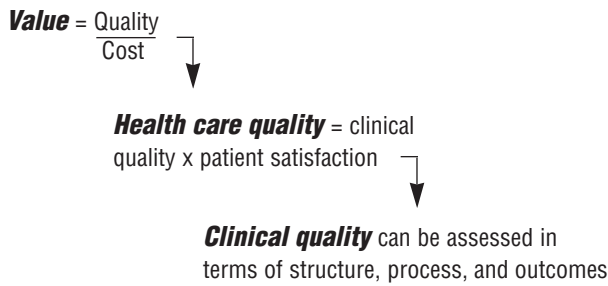 Value = Quality
Cost
Health care quality = clinical
quality x patient satisfaction
Clinical quality can be assessed in
terms of structure, process, and outcomes